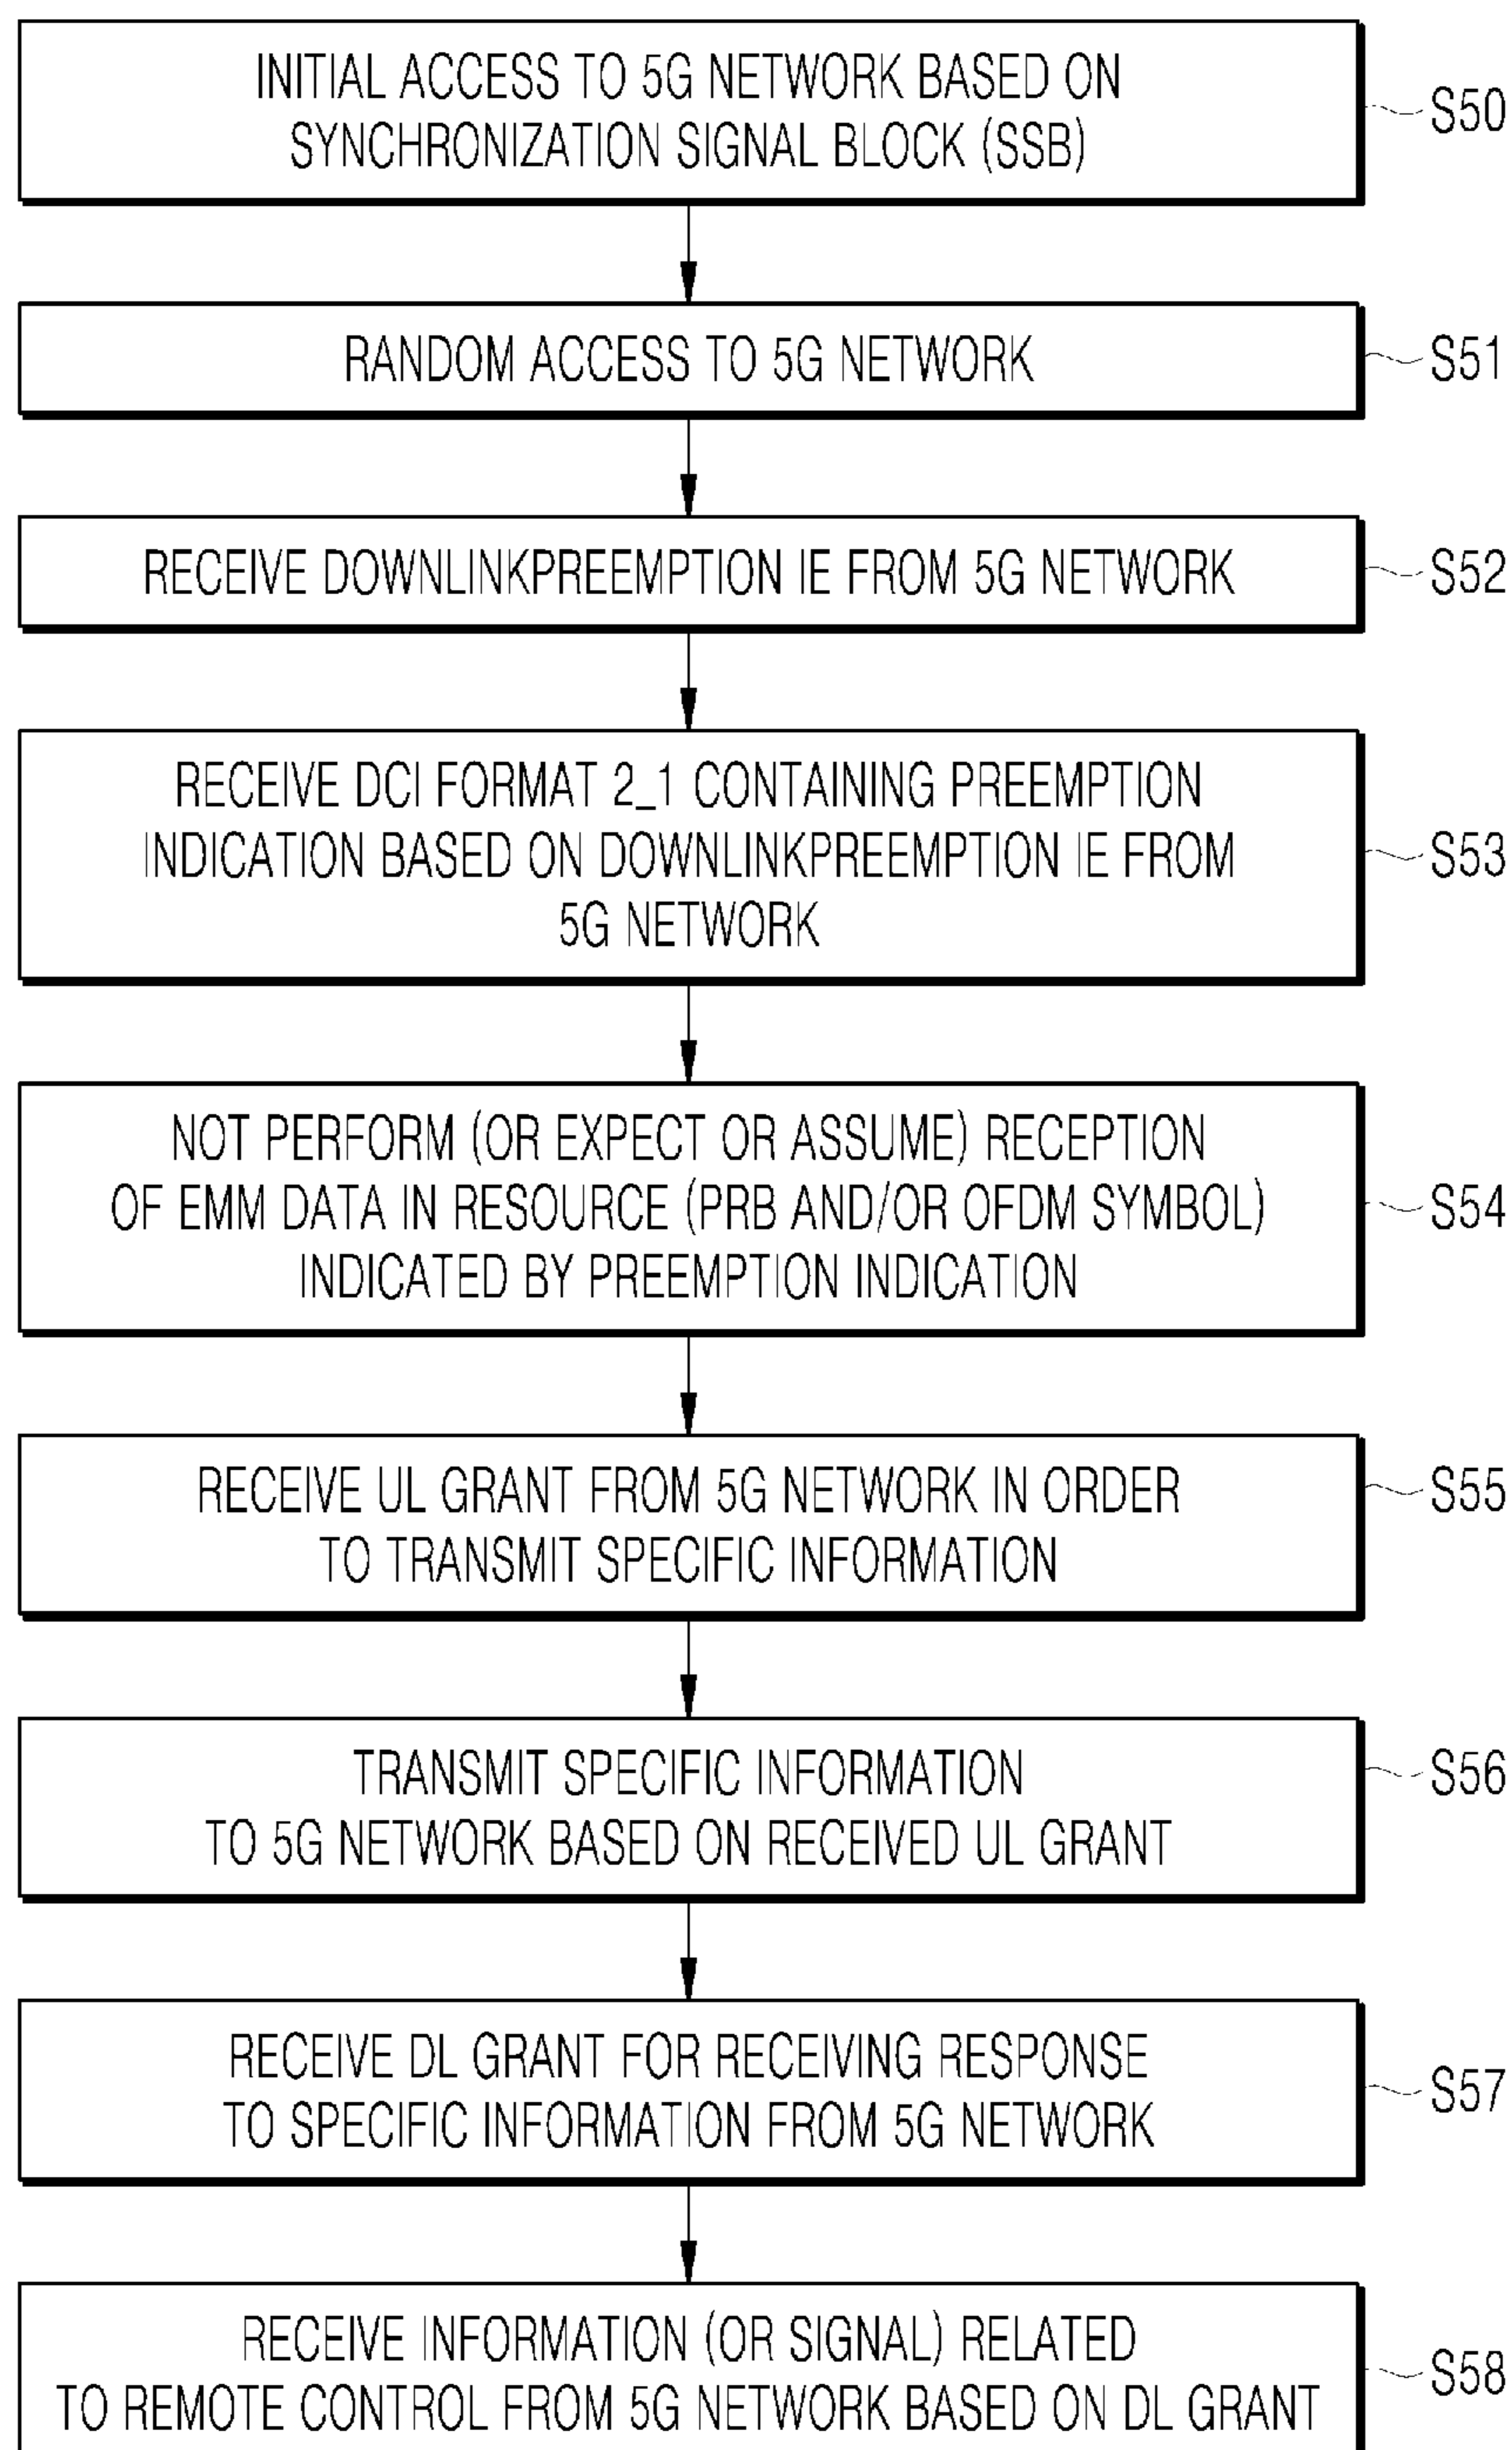 INITIAL ACCESS TO 5G NETWORK BASED ON
SYNCHRONIZATION SIGNAL BLOCK (SSB)
S50
RANDOM ACCESS TO 5G NETWORK
S51
RECEIVE DOWNLINKPREEMPTION IE FROM 5G NETWORK
S52
RECEIVE DCI FORMAT 2_1 CONTAINING PREEMPTION
INDICATION BASED ON DOWNLINKPREEMPTION IE FROM
5G NETWORK
S53
NOT PERFORM (OR EXPECT OR ASSUME) RECEPTION
OF EMM DATA IN RESOURCE (PRB AND/OR OFDM SYMBOL)
INDICATED BY PREEMPTION INDICATION
S54
RECEIVE UL GRANT FROM 5G NETWORK IN ORDER
TO TRANSMIT SPECIFIC INFORMATION
S55
TRANSMIT SPECIFIC INFORMATION
TO 5G NETWORK BASED ON RECEIVED UL GRANT
S56
RECEIVE DL GRANT FOR RECEIVING RESPONSE
TO SPECIFIC INFORMATION FROM 5G NETWORK
S57
RECEIVE INFORMATION (OR SIGNAL) RELATED
TO REMOTE CONTROL FROM 5G NETWORK BASED ON DL GRANT
S58